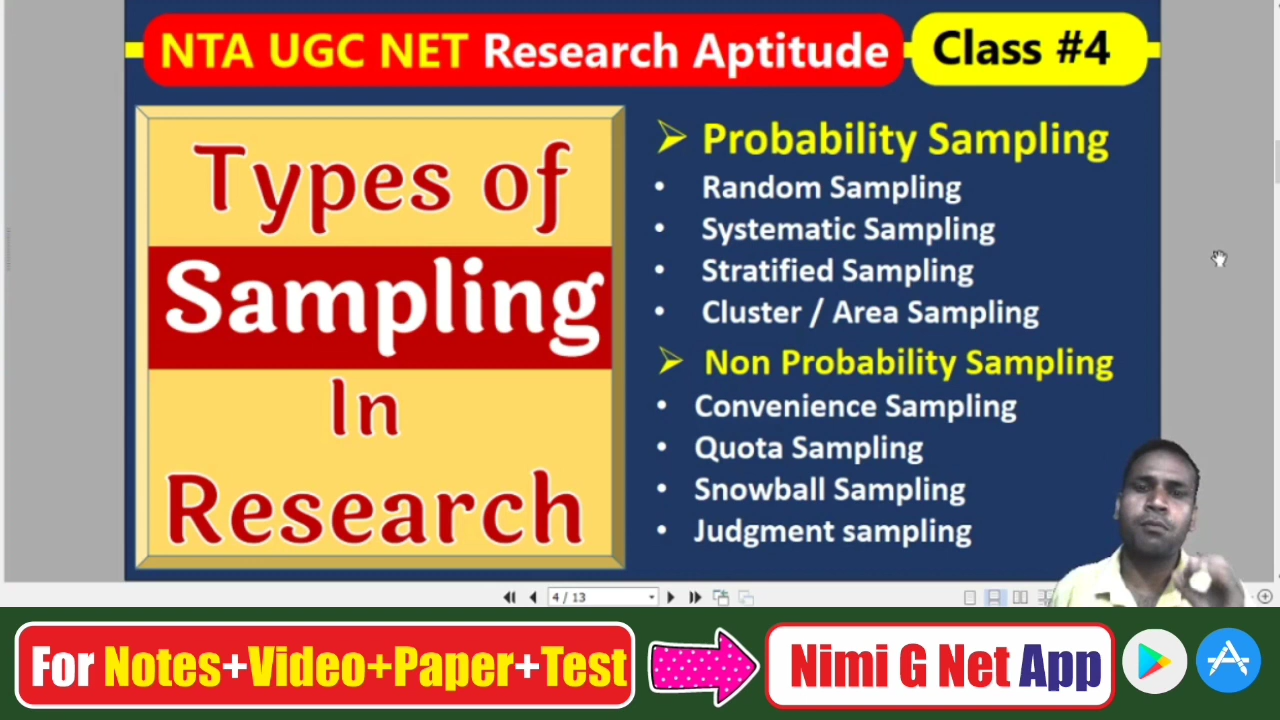 NTA UGC NET Research Aptitude
Class #4
Types of
Sampling
In
Research
➢ Probability Sampling
• Random Sampling
• Systematic Sampling
• Stratified Sampling
• Cluster / Area Sampling
➢ Non Probability Sampling
• Convenience Sampling
• Quota Sampling
• Snowball Sampling
• Judgment sampling
4 / 13
For Notes+Video+Paper+Test
Nimi G Net App